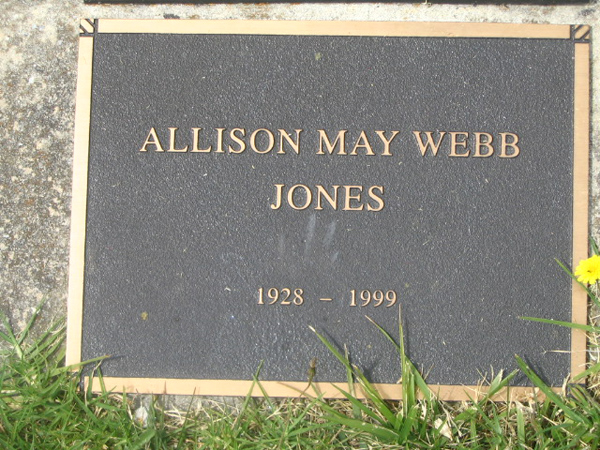 ALLISON MAY WEBB
JONES
1928 – 1999